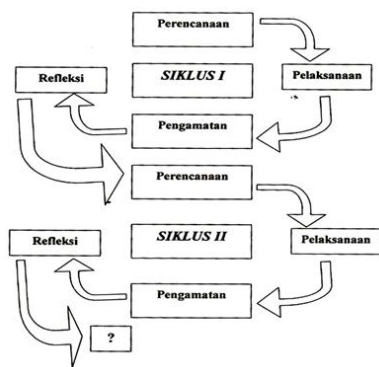 Perencanaan
Refleksi
SIKLUS I
Pelaksanaan
Pengamatan
Perencanaan
Refleksi
SIKLUS II
Pelaksanaan
Pengamatan
?